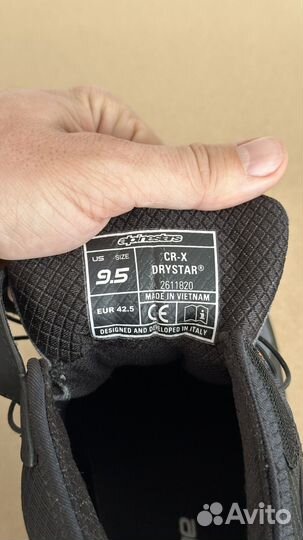 alpinestars
US SIZE
9.5
EUR 42.5
CR-X
DRYSTAR®
2611820
MADE IN VIETNAM
CE
DESIGNED AND DEVELOPED IN ITALY
Avito